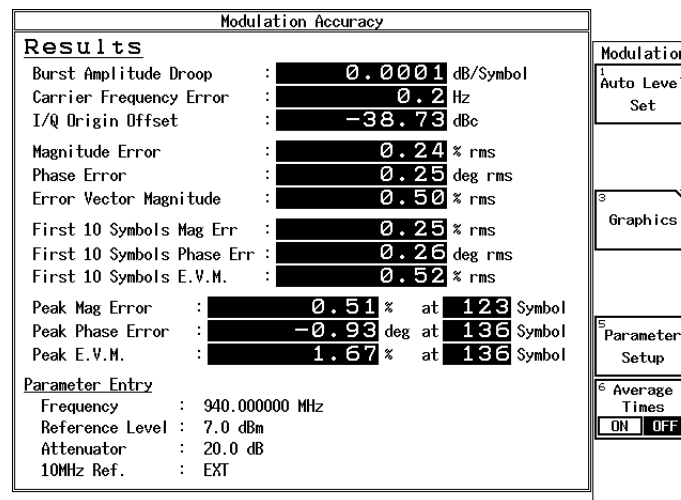 Modulation Accuracy
Results
Burst Amplitude Droop : 0.0001 dB/Symbol
Carrier Frequency Error : 0.2 Hz
I/Q Origin Offset : -38.73 dBc
Magnitude Error : 0.24 % rms
Phase Error : 0.25 deg rms
Error Vector Magnitude : 0.50 % rms
First 10 Symbols Mag Err : 0.25 % rms
First 10 Symbols Phase Err : 0.26 deg rms
First 10 Symbols E.V.M. : 0.52 % rms
Peak Mag Error : 0.51 % at 123 Symbol
Peak Phase Error : -0.93 deg at 136 Symbol
Peak E.V.M. : 1.67 % at 136 Symbol
Parameter Entry
Frequency : 940.000000 MHz
Reference Level : 7.0 dBm
Attenuator : 20.0 dB
10MHz Ref. : EXT
Modulation
1
Auto Level
Set
3
Graphics
5
Parameter
Setup
6 Average
Times
ON OFF